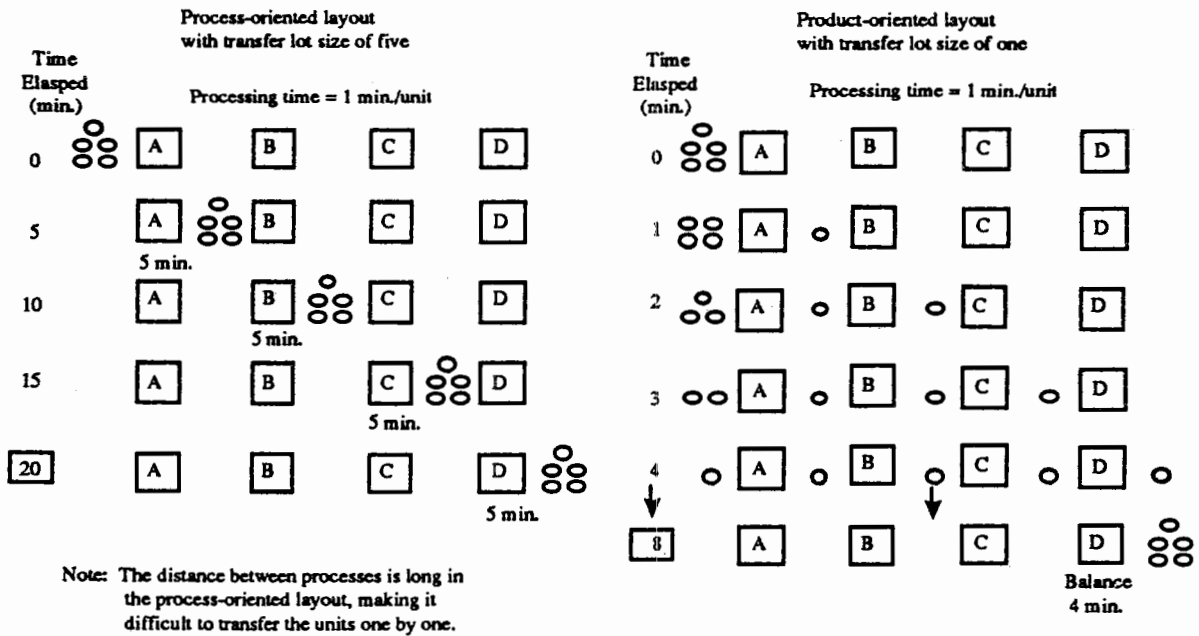 Process-oriented layout
with transfer lot size of five
Time
Elasped
(min.)
Processing time = 1 min./unit
0 A B C D
5 A B C D
5 min.
10 A B C D
5 min.
15 A B C D
5 min.
20 A B C D
5 min.
Note: The distance between processes is long in
the process-oriented layout, making it
difficult to transfer the units one by one.
Product-oriented layout
with transfer lot size of one
Time
Elasped
(min.)
Processing time = 1 min./unit
0 A B C D
1 A B C D
2 A B C D
3 A B C D
4 A B C D
8 A B C D
Balance
4 min.